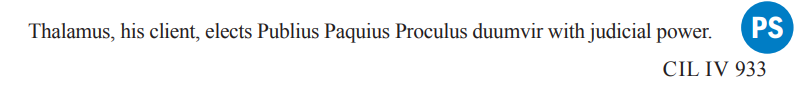 Thalamus, his client, elects Publius Paquius Proculus duumvir with judicial power.
PS
CIL IV 933